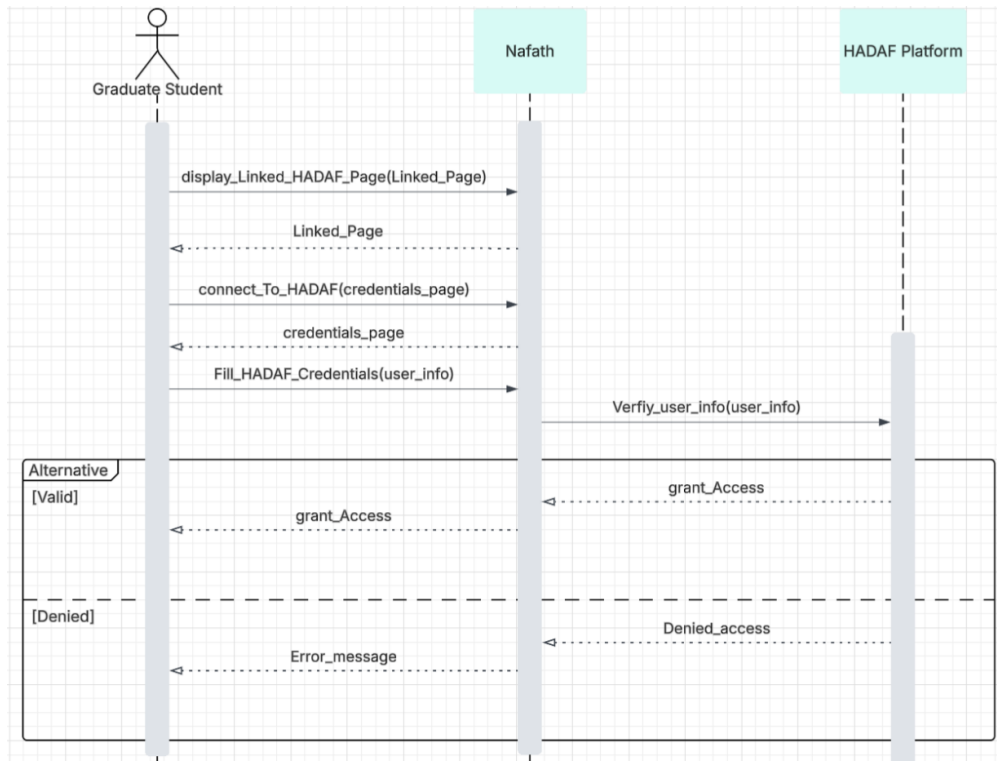 Graduate Student
Nafath
HADAF Platform
display_Linked_HADAF_Page(Linked_Page)
Linked_Page
connect_To_HADAF(credentials_page)
credentials_page
Fill_HADAF_Credentials(user_info)
Verfiy_user_info(user_info)
Alternative
[Valid]
grant_Access
grant_Access
[Denied]
Denied_access
Error_message